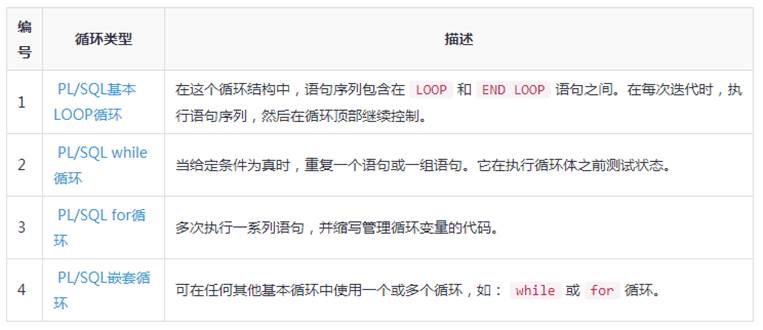 编
号
循环类型
描述
1
PL/SQL基本
LOOP循环
在这个循环结构中，语句序列包含在 LOOP 和 END LOOP 语句之间。在每次迭代时，执
行语句序列，然后在循环顶部继续控制。
2
PL/SQL while
循环
当给定条件为真时，重复一个语句或一组语句。它在执行循环体之前测试状态。
3
PL/SQL for循
环
多次执行一系列语句，并缩写管理循环变量的代码。
4
PL/SQL嵌套循
环
可在任何其他基本循环中使用一个或多个循环，如： while 或 for 循环。